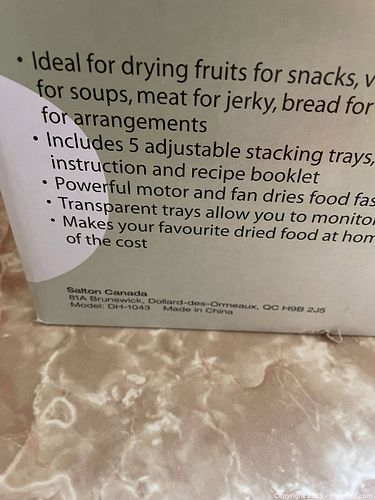 • Ideal for drying fruits for snacks, v
for soups, meat for jerky, bread for
for arrangements
• Includes 5 adjustable stacking trays,
instruction and recipe booklet
• Powerful motor and fan dries food fas
• Transparent trays allow you to monitor
• Makes your favourite dried food at hom
of the cost
Salton Canada
81A Brunswick, Dollard-des-Ormeaux, QC H9B 2J5
Model: DH-1043 Made in China